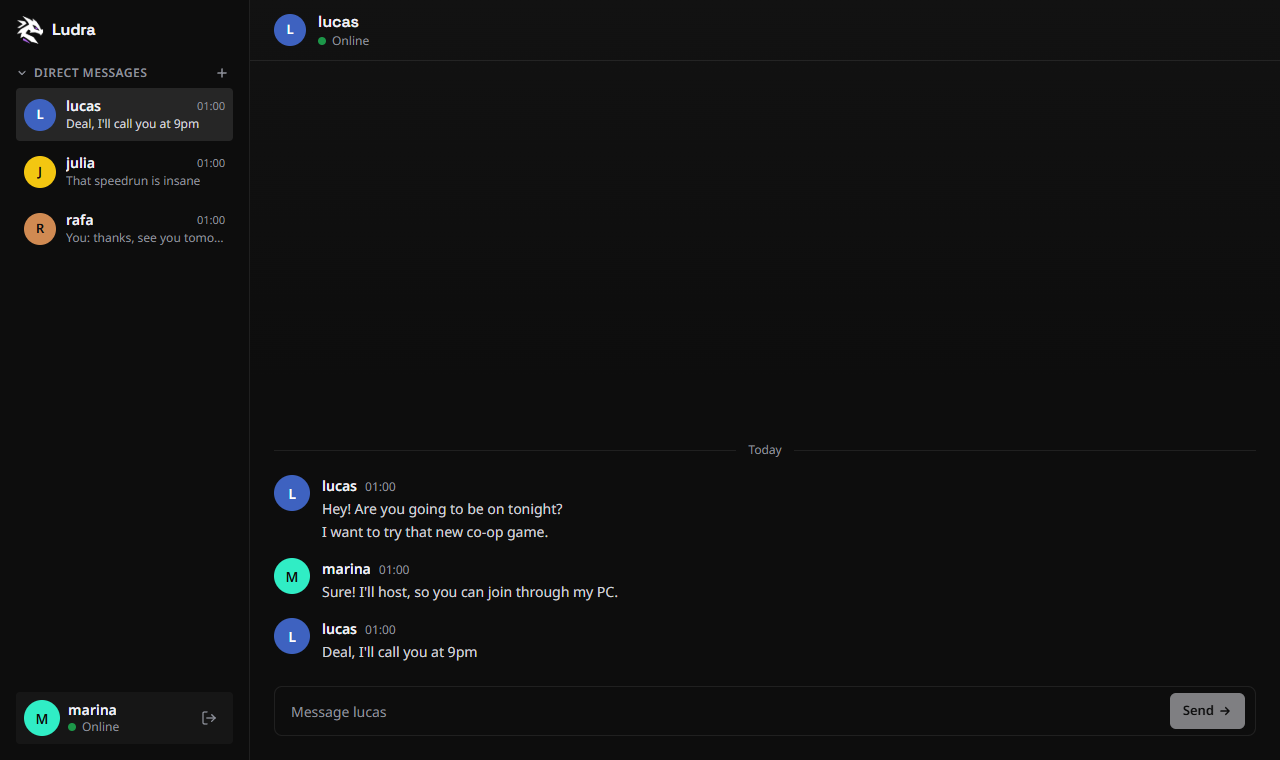 Ludra
DIRECT MESSAGES
L
lucas
01:00
Deal, I'll call you at 9pm
J
julia
01:00
That speedrun is insane
R
rafa
01:00
You: thanks, see you tomo...
M
marina
Online
L
lucas
Online
Today
L
lucas 01:00
Hey! Are you going to be on tonight?
I want to try that new co-op game.
M
marina 01:00
Sure! I'll host, so you can join through my PC.
L
lucas 01:00
Deal, I'll call you at 9pm
Message lucas
Send →